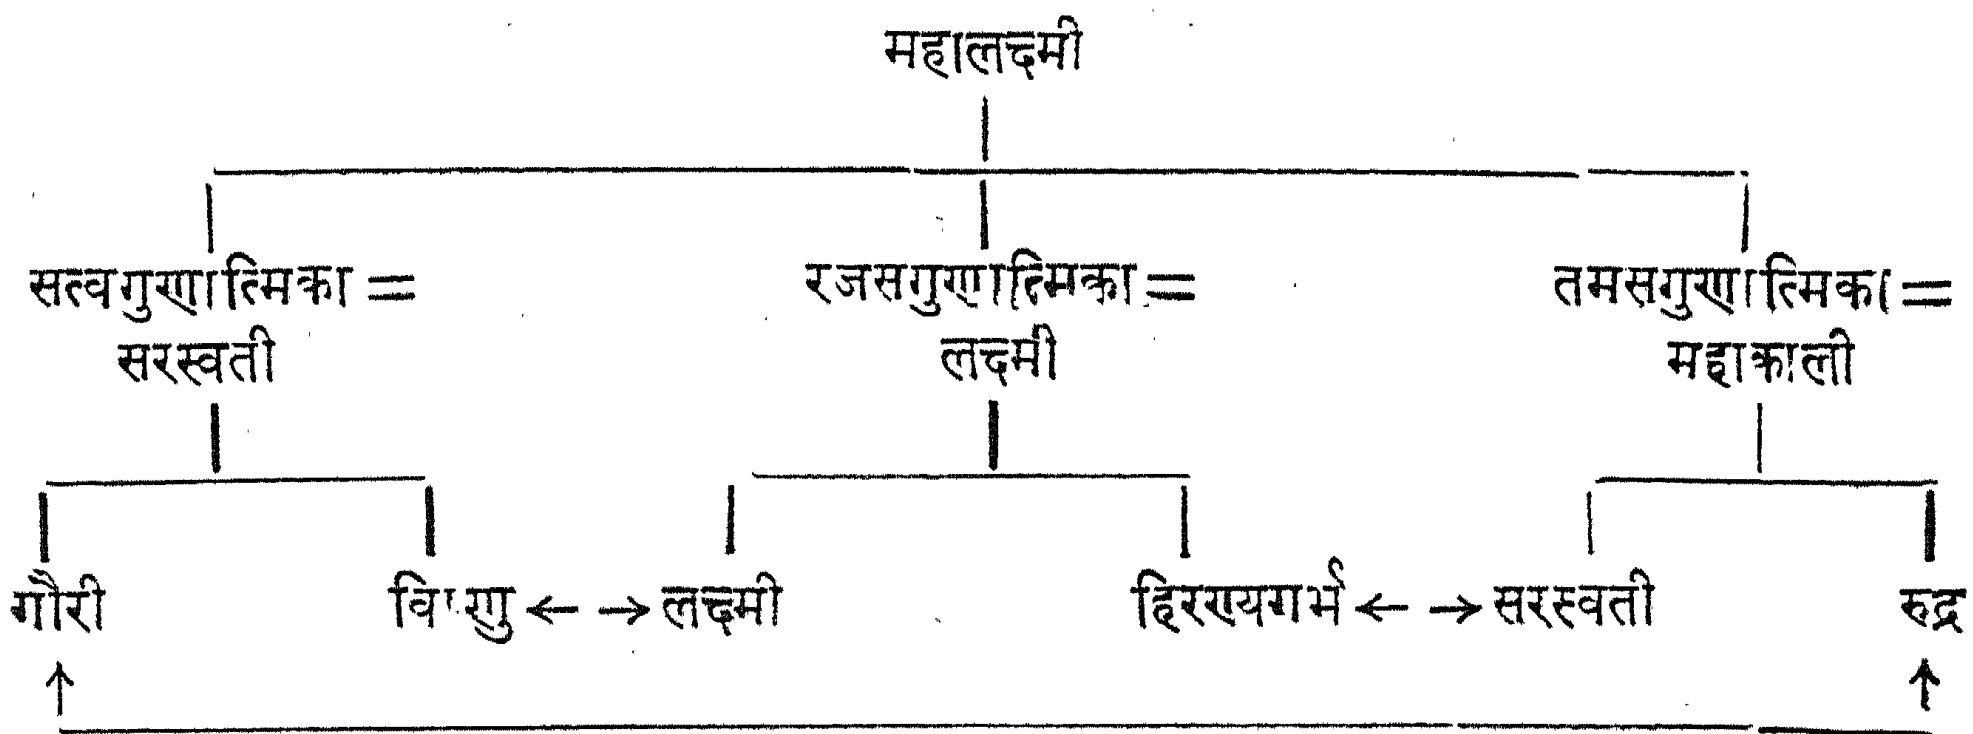 महालक्ष्मी
सत्वगुणात्मिका = रजसगुणात्मिका = तमसगुणात्मिका =
सरस्वती लक्ष्मी महाकाली
गौरी विष्णु ← → लक्ष्मी हिरण्यगर्भ ← → सरस्वती रुद्र